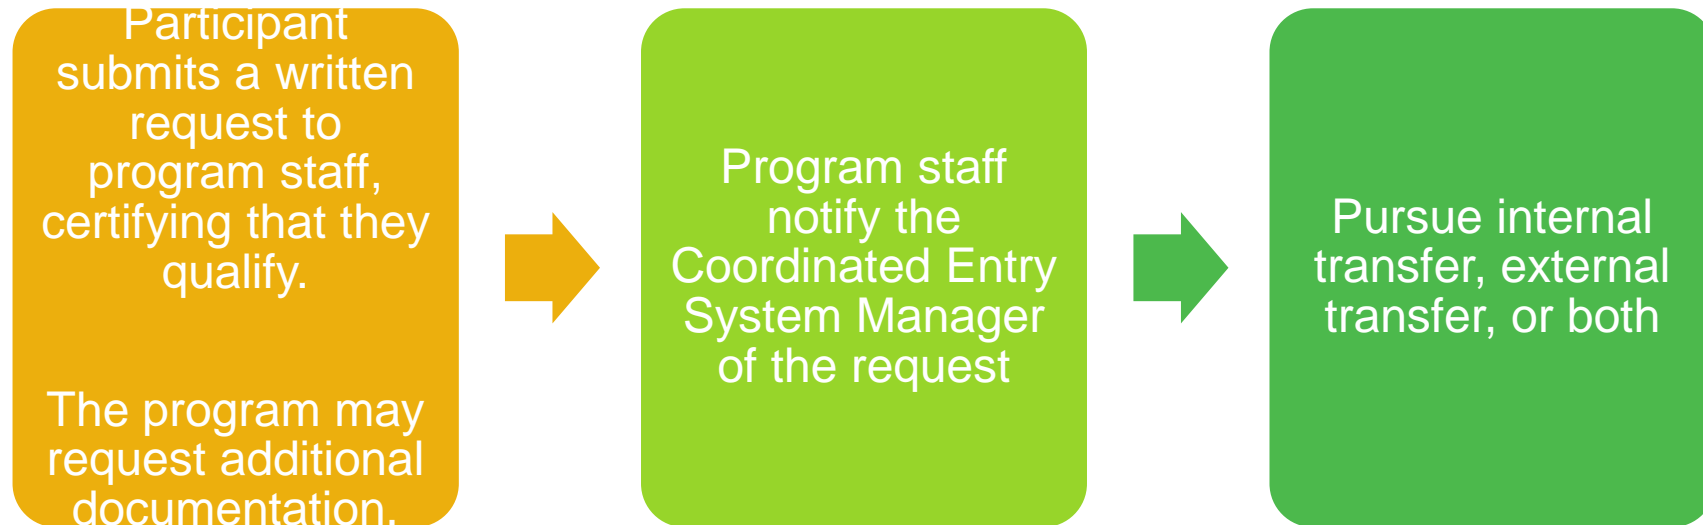 Participant
submits a written
request to
program staff,
certifying that they
qualify.
The program may
request additional
documentation.
Program staff
notify the
Coordinated Entry
System Manager
of the request
Pursue internal
transfer, external
transfer, or both